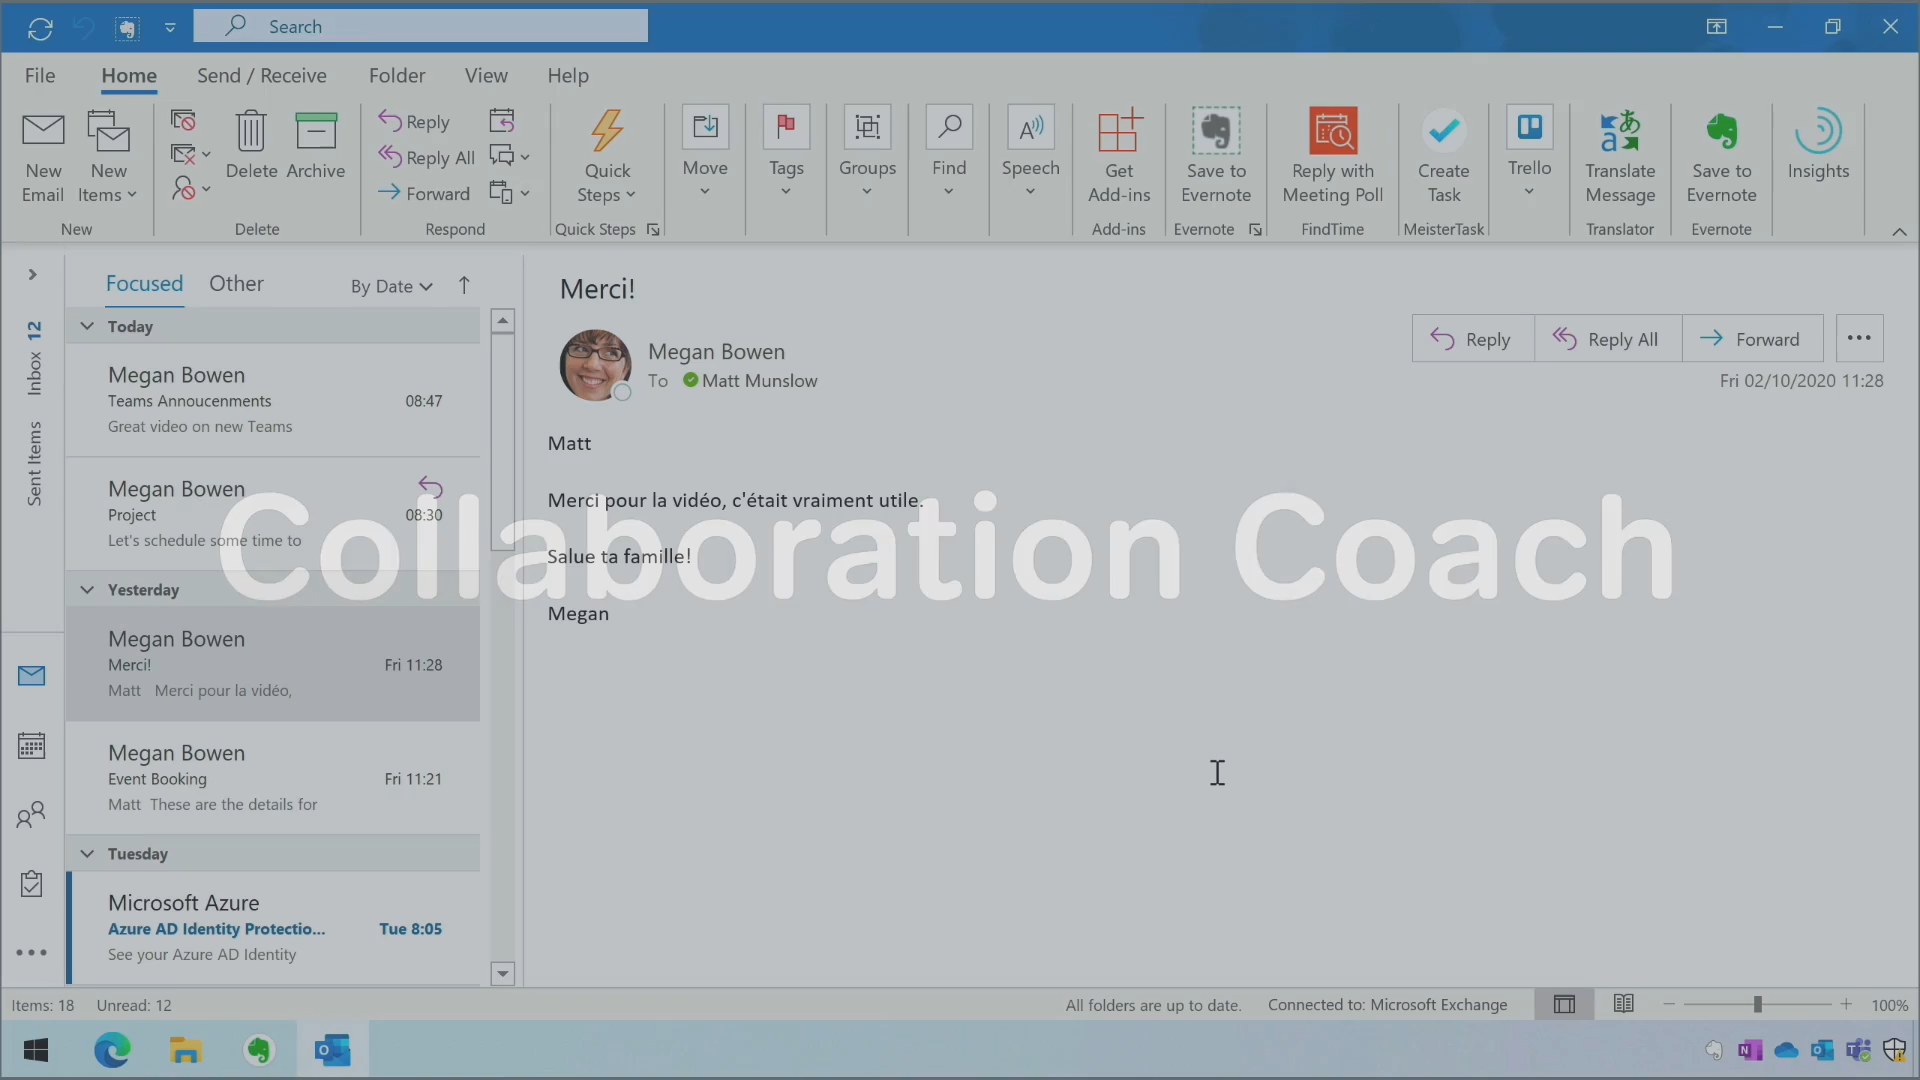 Search
File Home Send / Receive Folder View Help
New Email
New Items
New
Delete
Archive
Delete
Reply
Reply All
Forward
Respond
Quick Steps
Quick Steps
Move
Tags
Groups
Find
Speech
Get Add-ins
Add-ins
Save to Evernote
Evernote
Reply with Meeting Poll
FindTime
Create Task
MeisterTask
Trello
Translate Message
Translator
Save to Evernote
Evernote
Insights
Inbox 12
Sent Items
Focused Other By Date
Today
Megan Bowen
Teams Annoucenments 08:47
Great video on new Teams
Megan Bowen
Project 08:30
Let's schedule some time to
Yesterday
Megan Bowen
Merci! Fri 11:28
Matt Merci pour la vidéo,
Megan Bowen
Event Booking Fri 11:21
Matt These are the details for
Tuesday
Microsoft Azure
Azure AD Identity Protectio... Tue 8:05
See your Azure AD Identity
Merci!
Megan Bowen
To Matt Munslow
Reply Reply All Forward
Fri 02/10/2020 11:28
Matt
Merci pour la vidéo, c'était vraiment utile.
Salue ta famille!
Megan
Collaboration Coach
Items: 18 Unread: 12 All folders are up to date. Connected to: Microsoft Exchange 100%